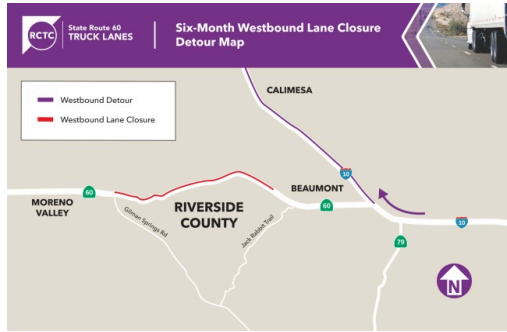 RCTC
State Route 60
TRUCK LANES
Six-Month Westbound Lane Closure
Detour Map
Westbound Detour
Westbound Lane Closure
CALIMESA
10
BEAUMONT
60
MORENO
VALLEY
RIVERSIDE
COUNTY
60
10
79
Gilman Springs Rd
Jack Rabbit Trail
N